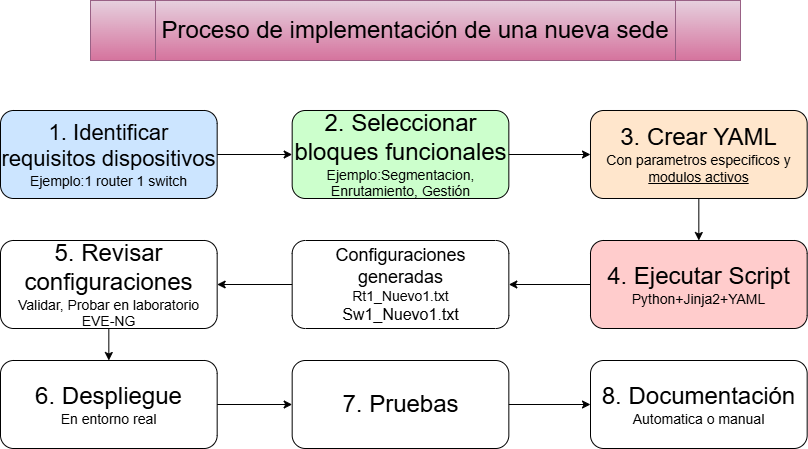 Proceso de implementación de una nueva sede
1. Identificar
requisitos dispositivos
Ejemplo:1 router 1 switch
2. Seleccionar
bloques funcionales
Ejemplo:Segmentacion,
Enrutamiento, Gestión
3. Crear YAML
Con parametros especificos y
modulos activos
4. Ejecutar Script
Python+Jinja2+YAML
Configuraciones
generadas
Rt1_Nuevo1.txt
Sw1_Nuevo1.txt
5. Revisar
configuraciones
Validar, Probar en laboratorio
EVE-NG
6. Despliegue
En entorno real
7. Pruebas
8. Documentación
Automatica o manual